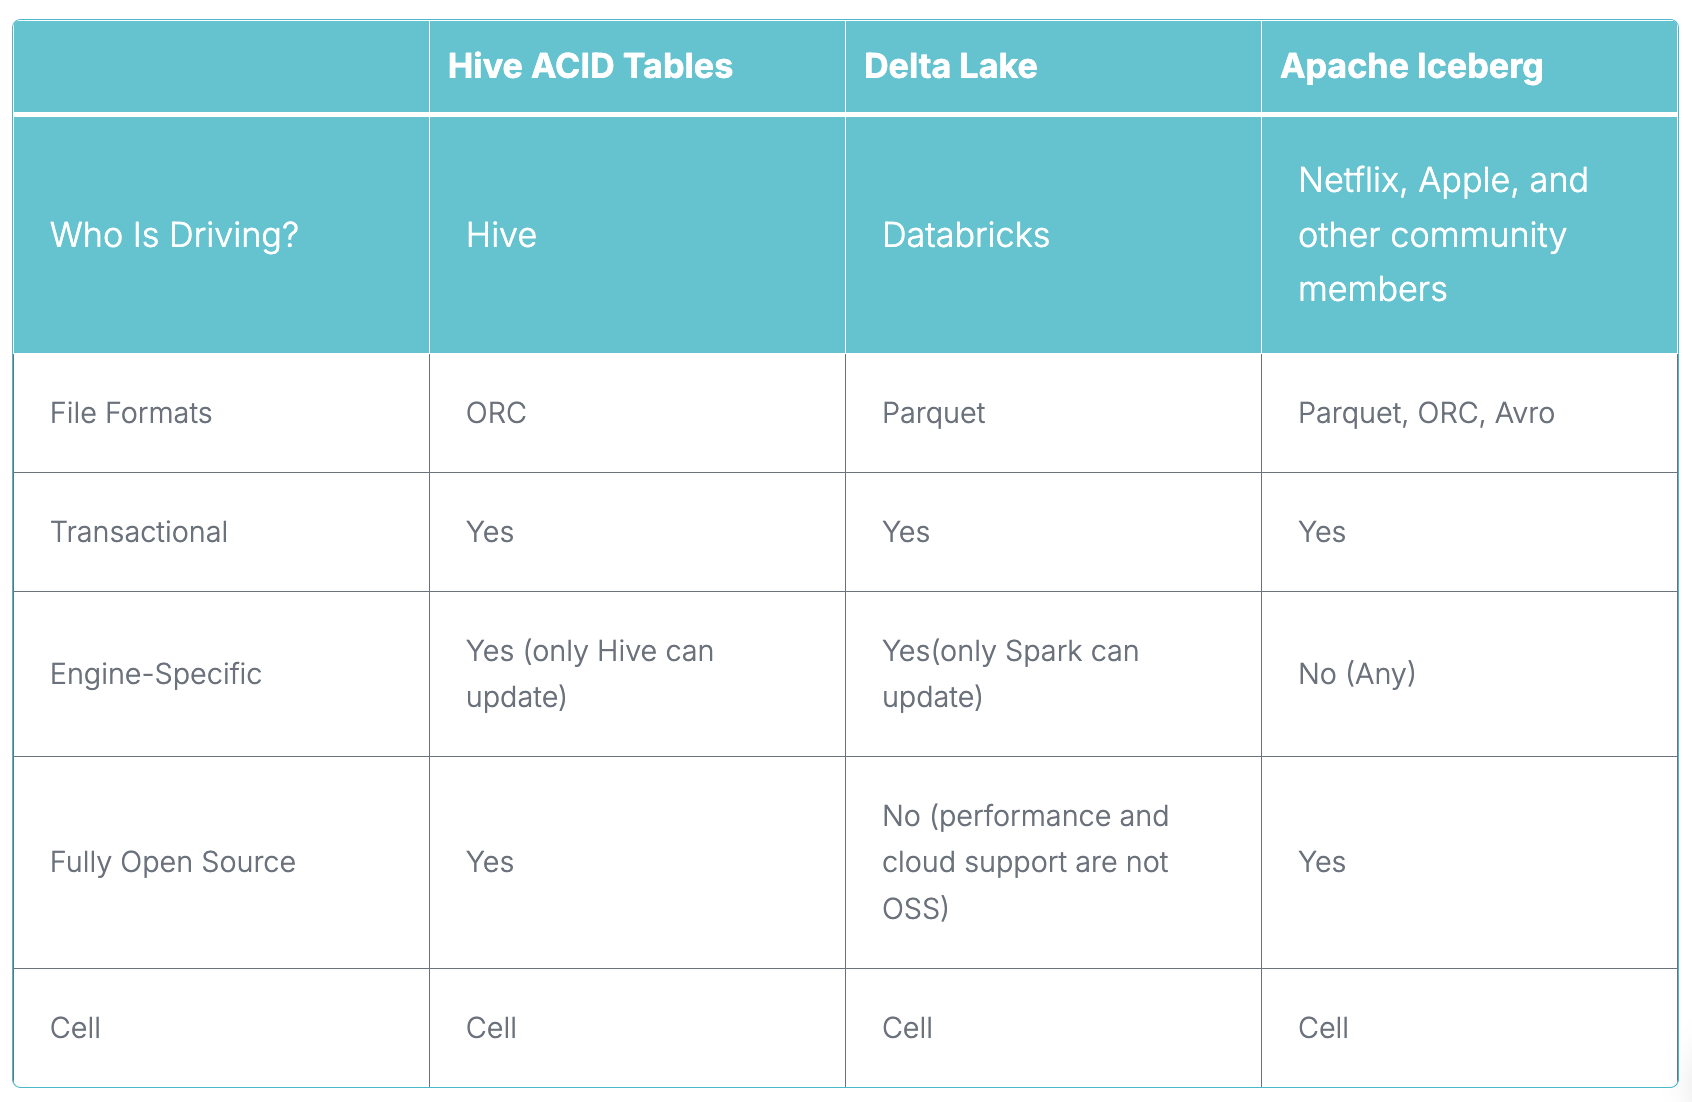 Hive ACID Tables
Delta Lake
Apache Iceberg
Who Is Driving?
Hive
Databricks
Netflix, Apple, and
other community
members
File Formats
ORC
Parquet
Parquet, ORC, Avro
Transactional
Yes
Yes
Yes
Engine-Specific
Yes (only Hive can
update)
Yes(only Spark can
update)
No (Any)
Fully Open Source
Yes
No (performance and
cloud support are not
OSS)
Yes
Cell
Cell
Cell
Cell